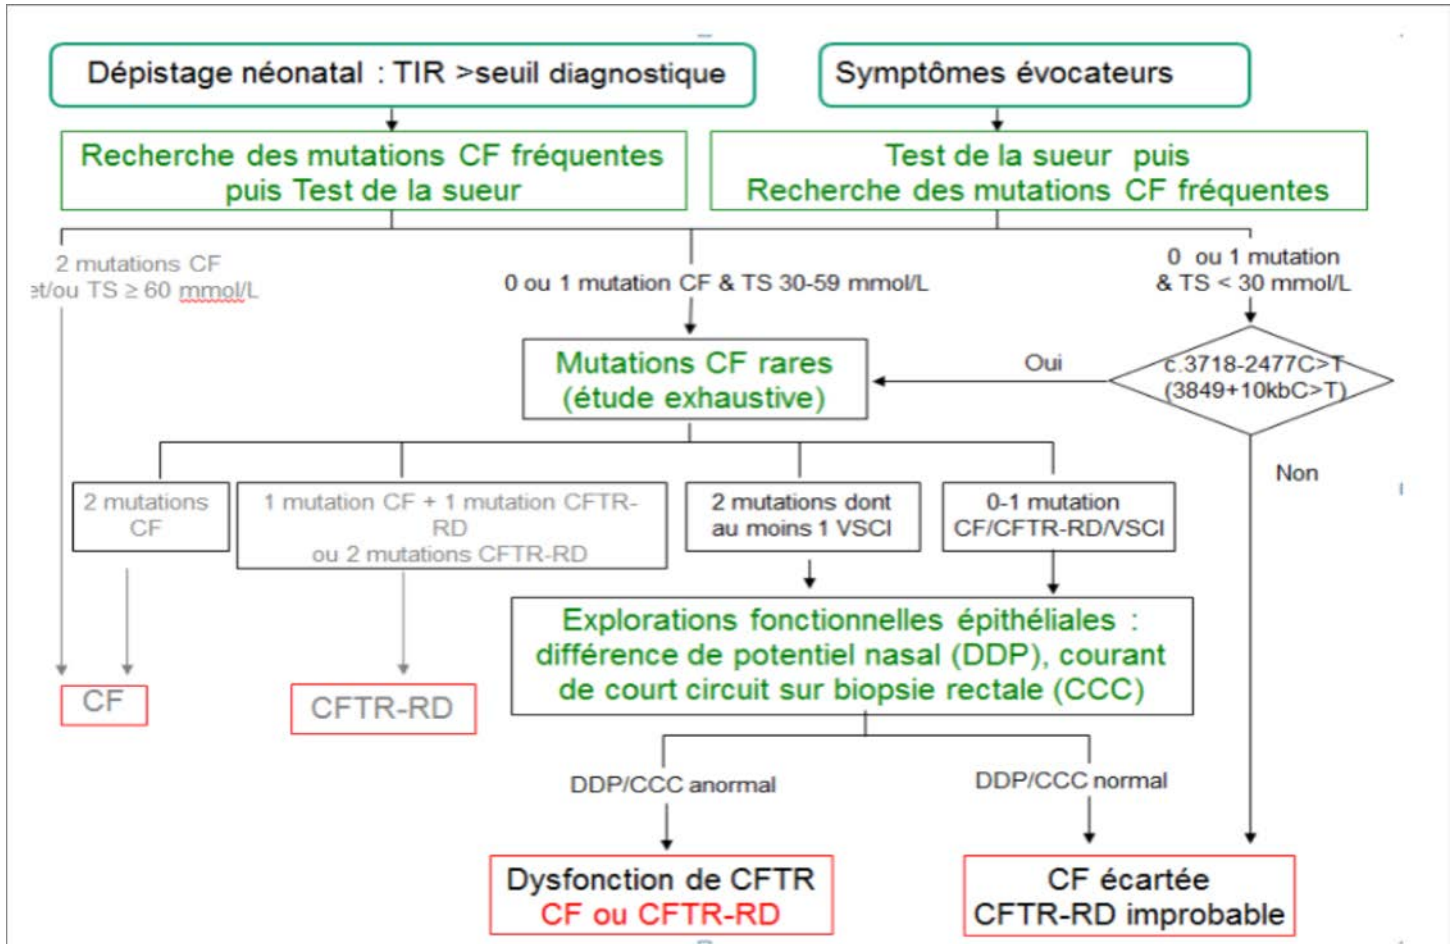 Dépistage néonatal : TIR >seuil diagnostique
Symptômes évocateurs
Recherche des mutations CF fréquentes
puis Test de la sueur
Test de la sueur puis
Recherche des mutations CF fréquentes
2 mutations CF
et/ou TS ≥ 60 mmol/L
0 ou 1 mutation CF & TS 30-59 mmol/L
0 ou 1 mutation
& TS < 30 mmol/L
Mutations CF rares
(étude exhaustive)
Oui
c.3718-2477C>T
(3849+10kbC>T)
Non
2 mutations
CF
1 mutation CF + 1 mutation CFTR-
RD
ou 2 mutations CFTR-RD
2 mutations dont
au moins 1 VSCI
0-1 mutation
CF/CFTR-RD/VSCI
Explorations fonctionnelles épithéliales :
différence de potentiel nasal (DDP), courant
de court circuit sur biopsie rectale (CCC)
CF
CFTR-RD
DDP/CCC anormal
DDP/CCC normal
Dysfonction de CFTR
CF ou CFTR-RD
CF écartée
CFTR-RD improbable